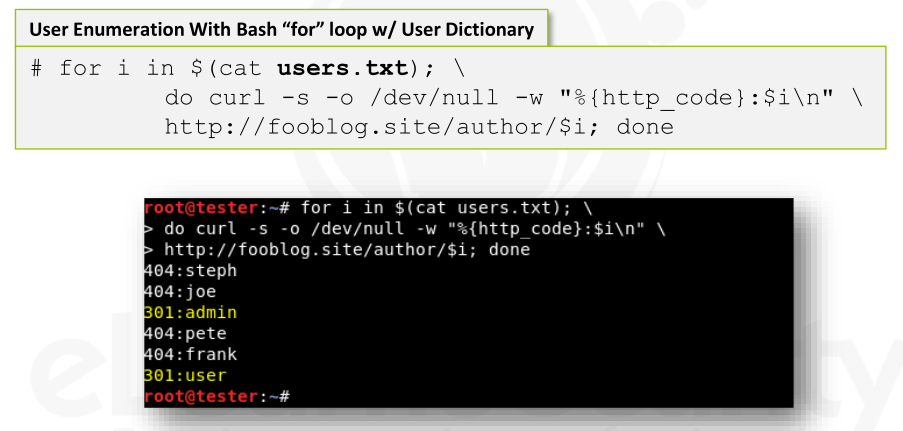 User Enumeration With Bash “for” loop w/ User Dictionary
# for i in $(cat users.txt); \
do curl -s -o /dev/null -w "%{http_code}:$i\n" \
http://fooblog.site/author/$i; done
root@tester:~# for i in $(cat users.txt); \
> do curl -s -o /dev/null -w "%{http_code}:$i\n" \
> http://fooblog.site/author/$i; done
404:steph
404:joe
301:admin
404:pete
404:frank
301:user
root@tester:~#